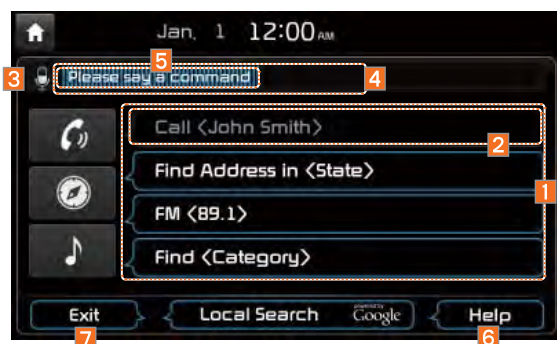 Jan. 1 12:00 AM
5
3 Please say a command 4
Call <John Smith>
2
Find Address in <State>
1
FM <89.1>
Find <Category>
Exit Local Search powered by Google Help
7 6